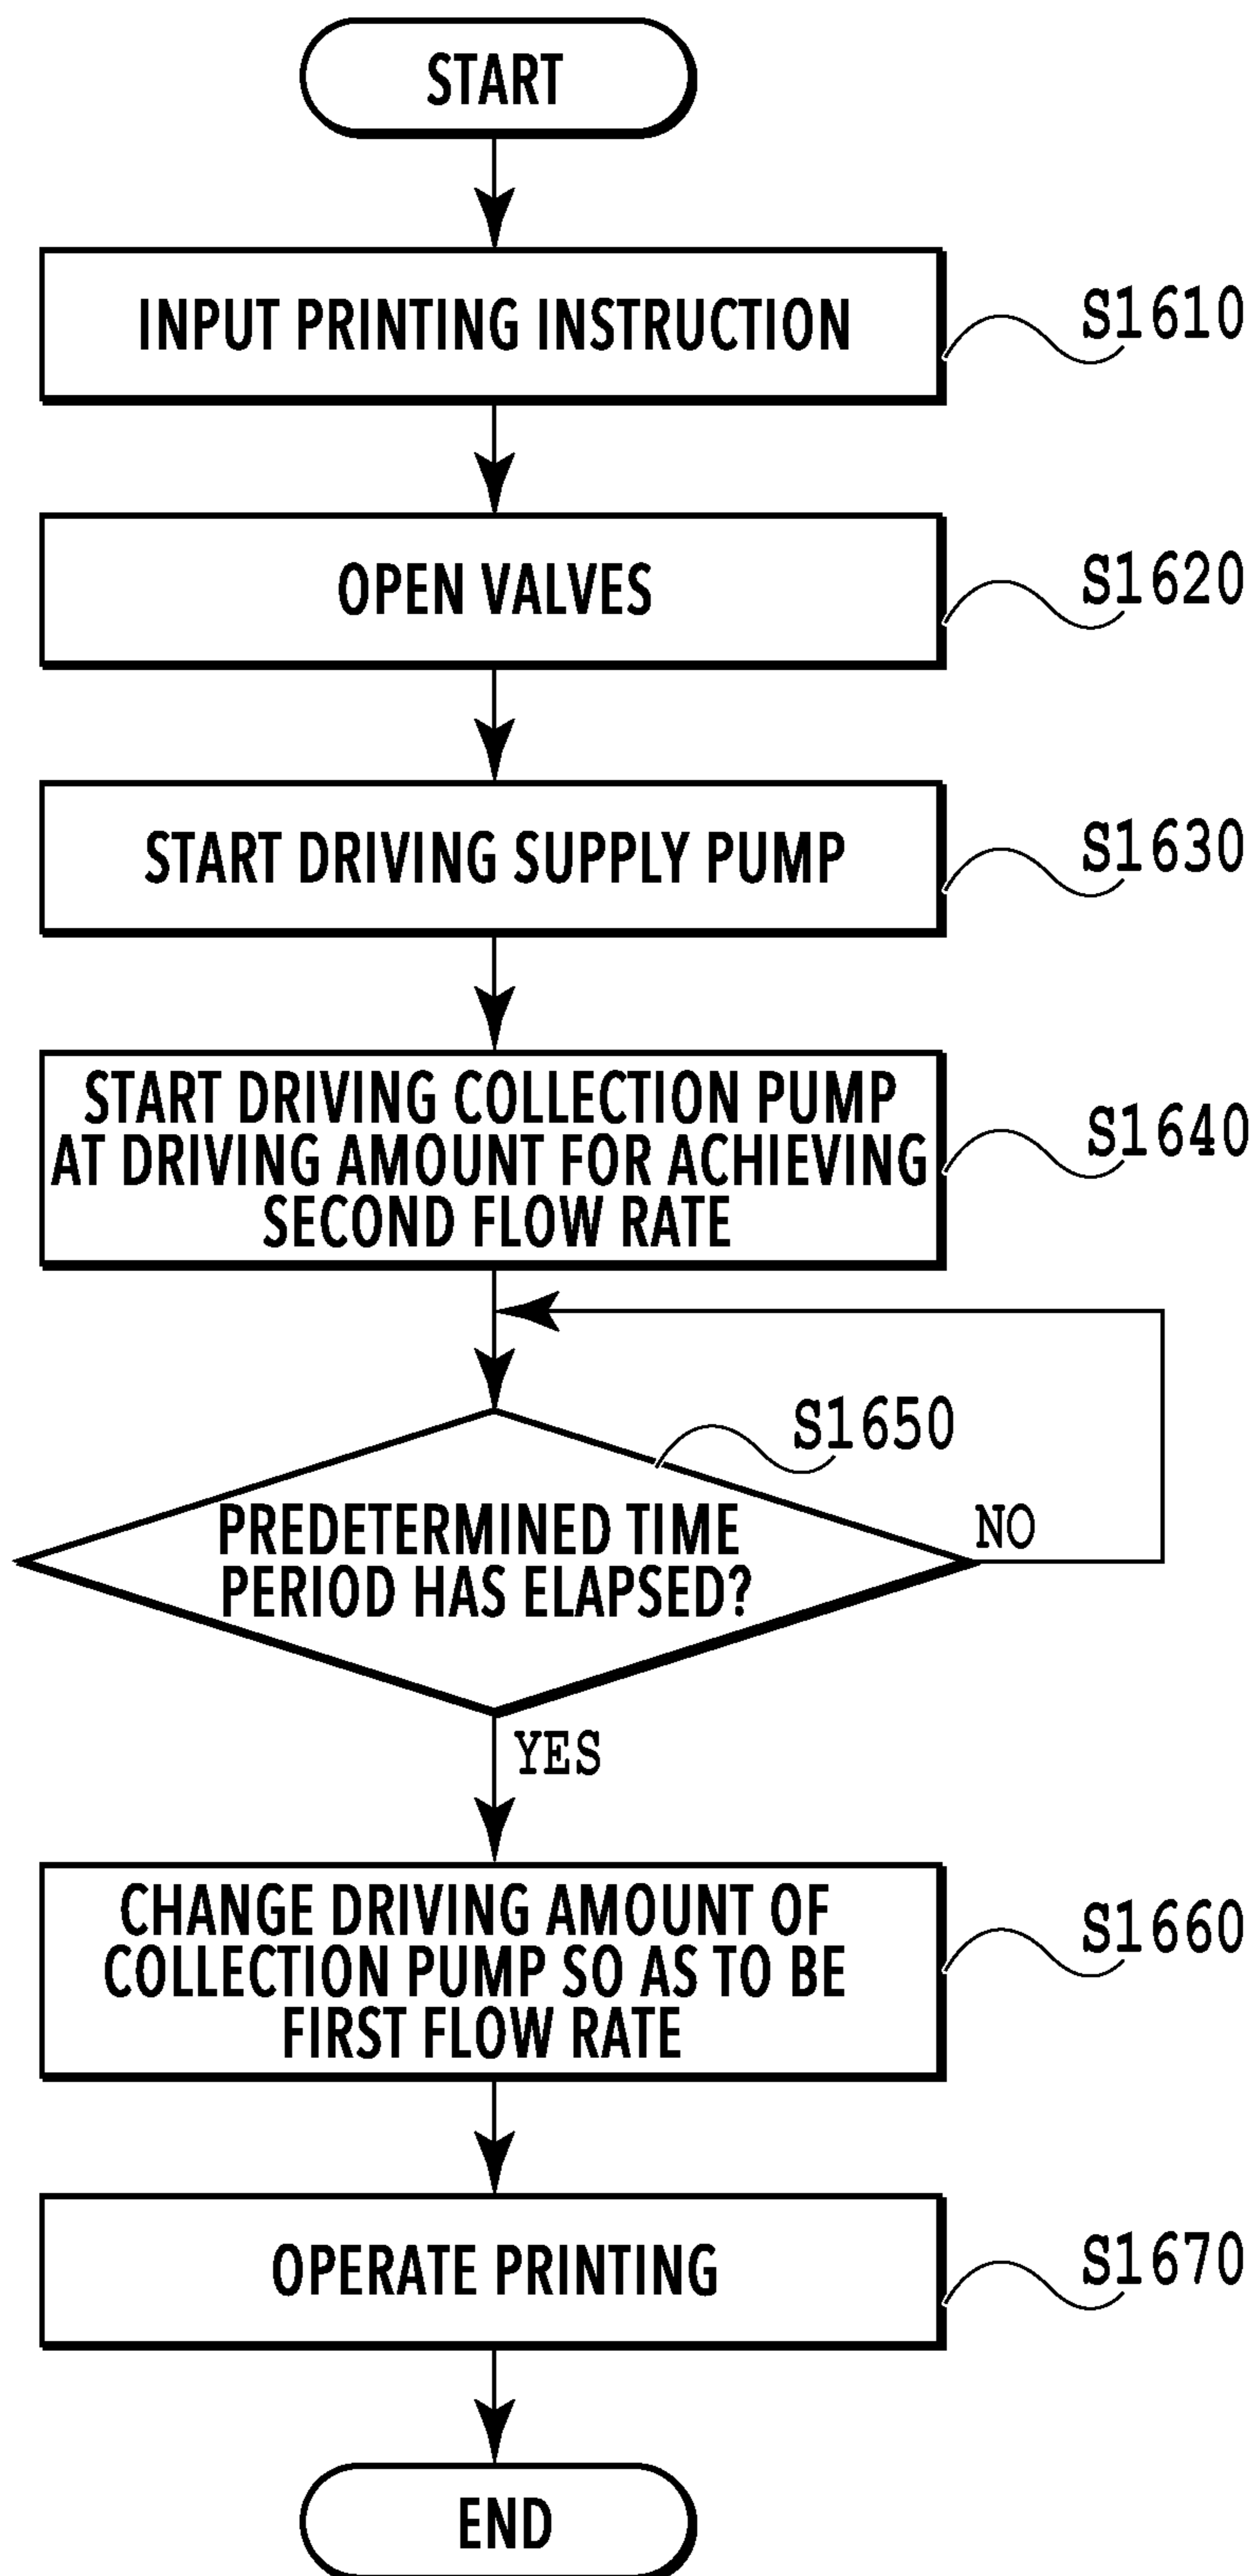 START
INPUT PRINTING INSTRUCTION
S1610
OPEN VALVES
S1620
START DRIVING SUPPLY PUMP
S1630
START DRIVING COLLECTION PUMP
AT DRIVING AMOUNT FOR ACHIEVING
SECOND FLOW RATE
S1640
S1650
PREDETERMINED TIME
PERIOD HAS ELAPSED?
NO
YES
CHANGE DRIVING AMOUNT OF
COLLECTION PUMP SO AS TO BE
FIRST FLOW RATE
S1660
OPERATE PRINTING
S1670
END